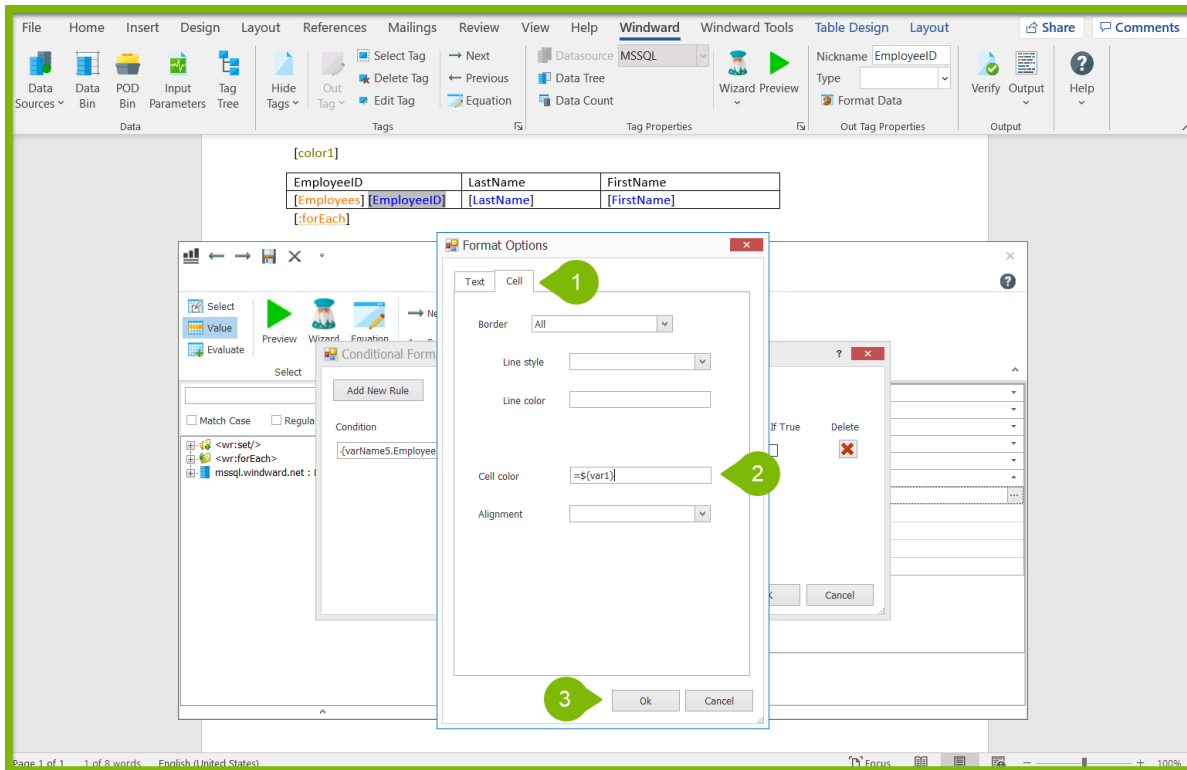 File Home Insert Design Layout References Mailings Review View Help Windward Windward Tools Table Design Layout Share Comments
Data Sources
Data Bin
POD Bin
Input Parameters
Tag Tree
Data
Hide Tags
Out Tag
Select Tag
Delete Tag
Edit Tag
Next
Previous
Equation
Tags
Datasource MSSQL
Data Tree
Data Count
Wizard Preview
Tag Properties
Nickname EmployeeID
Type
Format Data
Out Tag Properties
Verify Output
Output
Help
[color1]
EmployeeID LastName FirstName
[Employees] [EmployeeID] [LastName] [FirstName]
[:forEach]
Select
Value
Evaluate
Preview Wizard Equation
Select
Match Case
<wr:set/>
<wr:forEach>
mssql.windward.net :
Add New Rule
Condition
If True Delete
Cancel
Format Options
Text Cell
1
Border All
Line style
Line color
Cell color =${var1}
2
Alignment
3
Ok Cancel
Page 1 of 1 1 of 8 words English (United States) Focus 100%